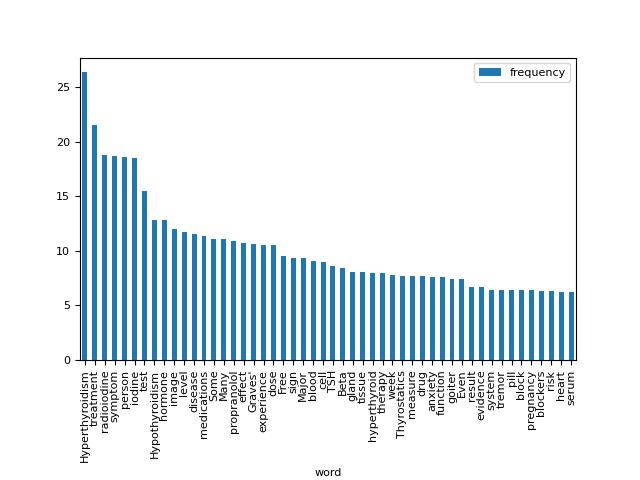 frequency
25
20
15
10
5
0
Hyperthyroidism
treatment
radioiodine
symptom
person
iodine
test
Hypothyroidism
hormone
image
level
disease
medications
Some
Many
propranolol
effect
Graves'
experience
dose
Free
sign
Major
blood
cell
TSH
Beta
gland
tissue
hyperthyroid
therapy
week
Thyrostatics
measure
drug
anxiety
function
goiter
Even
result
evidence
system
tremor
pill
block
pregnancy
blockers
risk
heart
serum
word